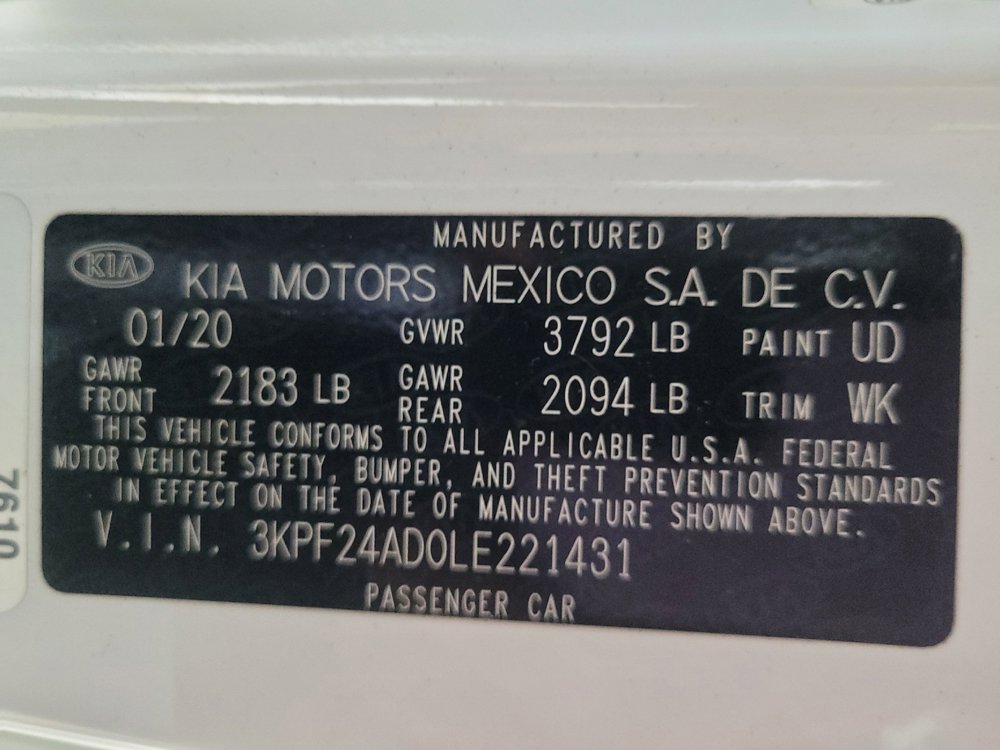 MANUFACTURED BY
KIA
KIA MOTORS MEXICO S.A. DE C.V.
01/20 GVWR 3792 LB PAINT UD
GAWR FRONT 2183 LB GAWR REAR 2094 LB TRIM WK
THIS VEHICLE CONFORMS TO ALL APPLICABLE U.S.A. FEDERAL
MOTOR VEHICLE SAFETY, BUMPER, AND THEFT PREVENTION STANDARDS
IN EFFECT ON THE DATE OF MANUFACTURE SHOWN ABOVE.
V.I.N. 3KPF24AD0LE221431
PASSENGER CAR
7610